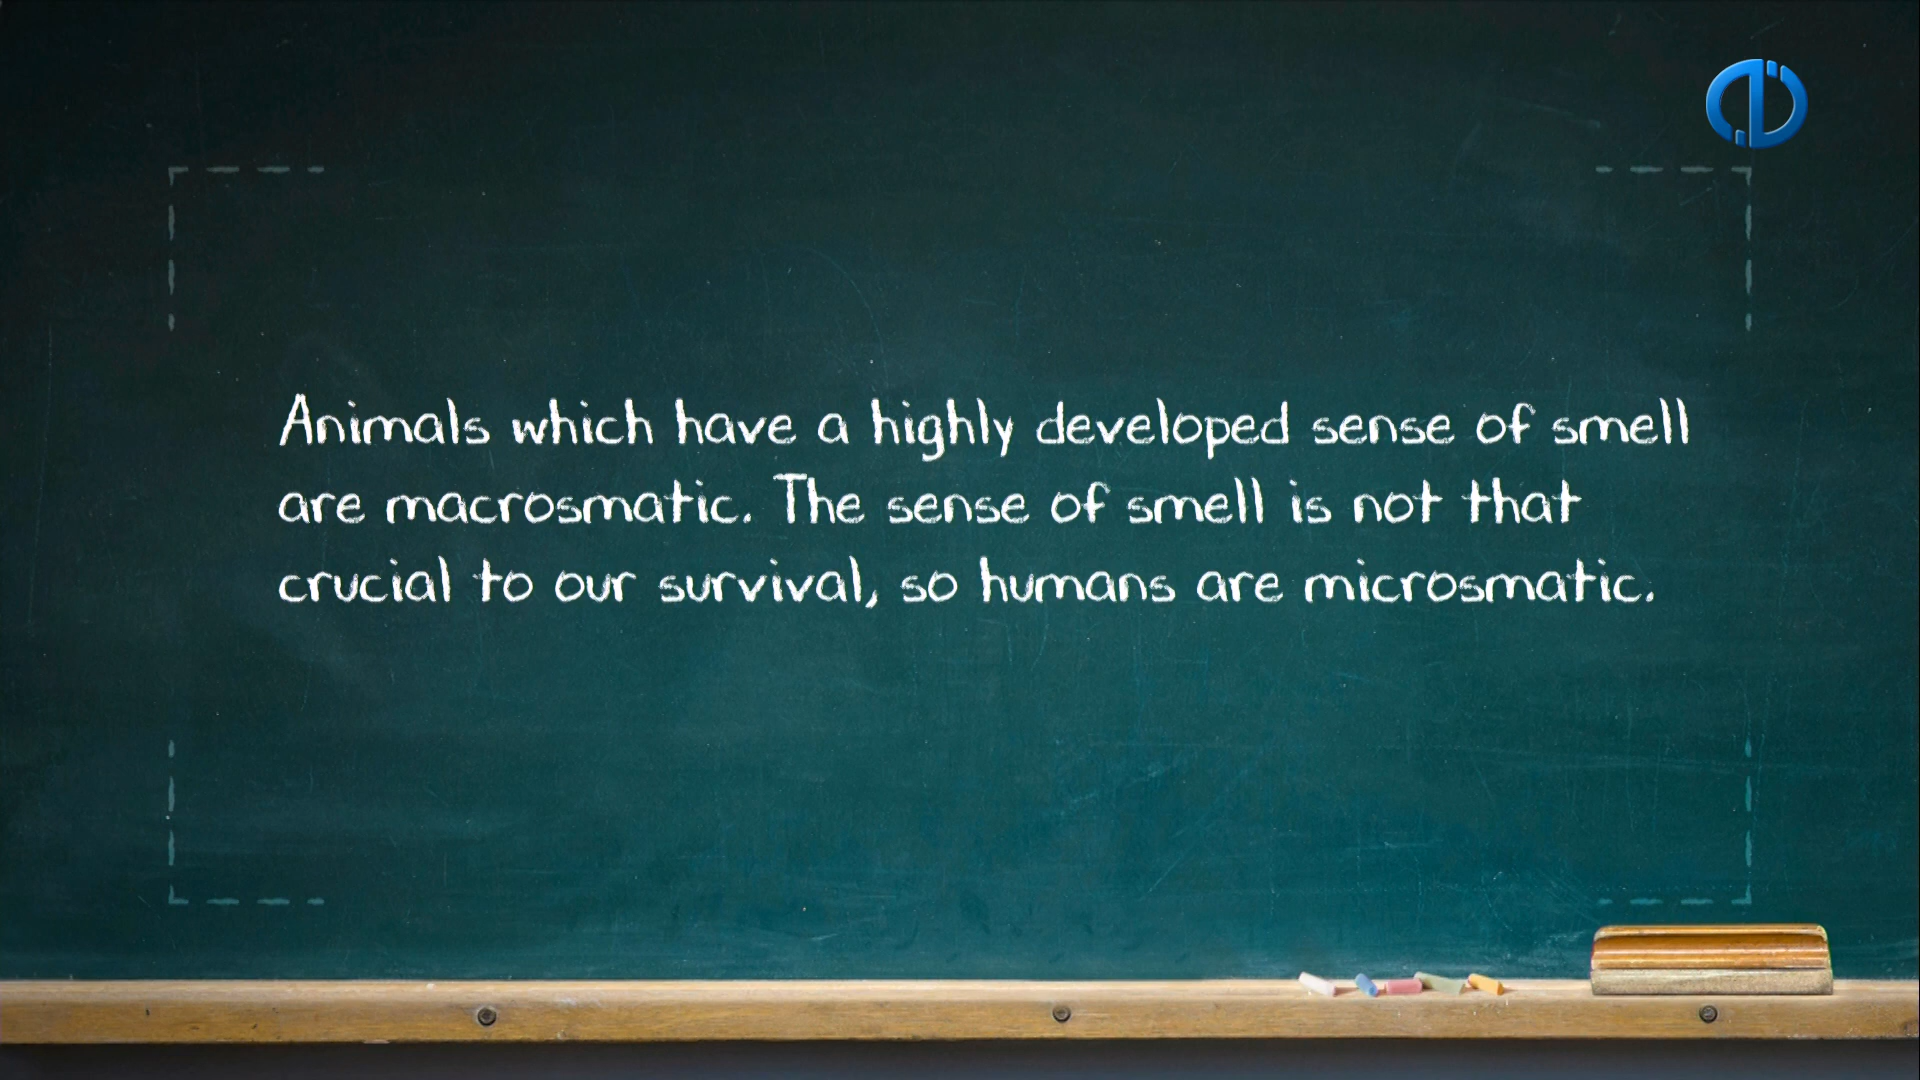 Animals which have a highly developed sense of smell
are macrosmatic. The sense of smell is not that
crucial to our survival, so humans are microsmatic.